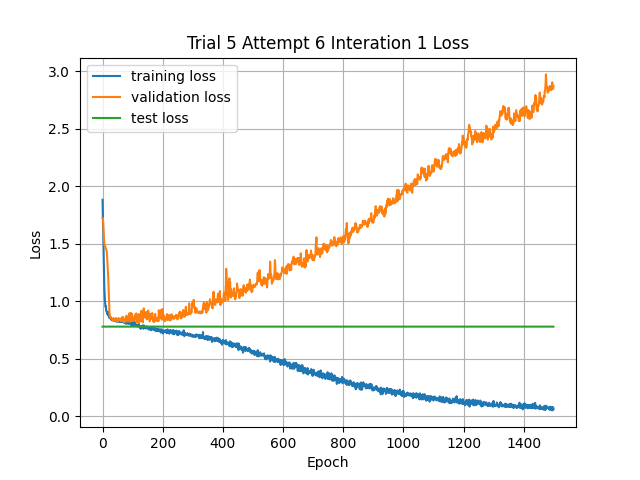 Trial 5 Attempt 6 Interation 1 Loss
training loss
validation loss
test loss
Loss
3.0
2.5
2.0
1.5
1.0
0.5
0.0
0 200 400 600 800 1000 1200 1400
Epoch